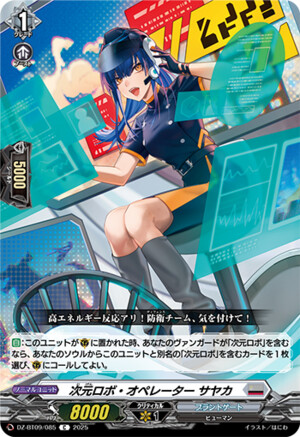 1
グレード
5000
高エネルギー反応アリ！防衛チーム、気を付けて！
:このユニットがに置かれた時、あなたのヴァンガードが「次元ロボ」を含む
なら、あなたのソウルからこのユニットと別名の「次元ロボ」を含むカードを１枚
選び、にコールする。
ノーマルユニット
次元ロボ・オペレーター サヤカ
パワー
8000
クリティカル
1
ブラントゲート
ヒューマン
DZ-BT09/085 C 2025
イラスト/はじわ